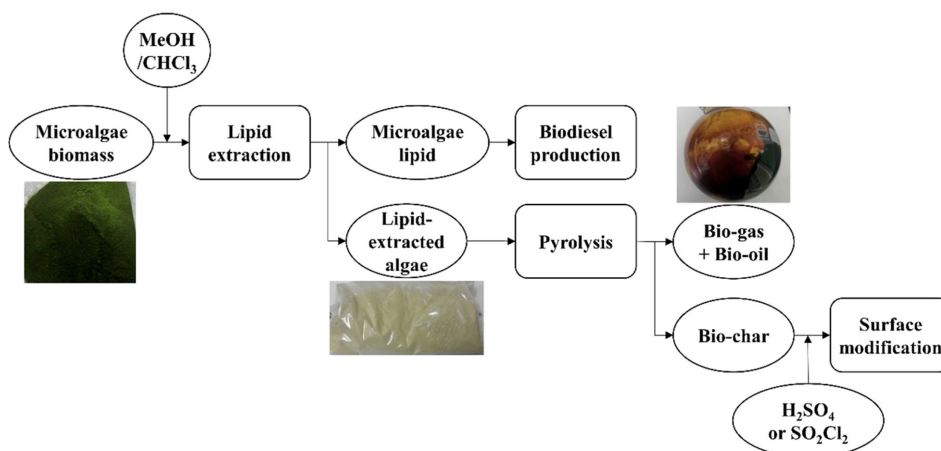 MeOH
/CHCl₃
Microalgae
biomass
Lipid
extraction
Microalgae
lipid
Biodiesel
production
Lipid-
extracted
algae
Pyrolysis
Bio-gas
+ Bio-oil
Bio-char
Surface
modification
H₂SO₄
or SO₂Cl₂